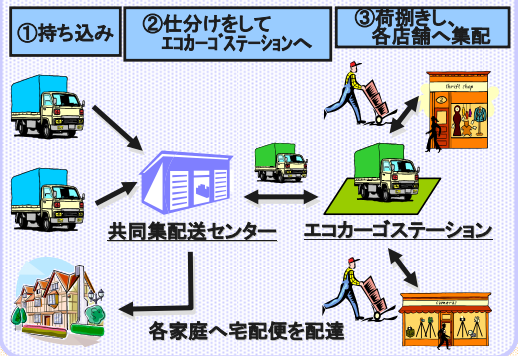 ①持ち込み
②仕分けをして
エコカーゴステーションへ
③荷捌きし、
各店舗へ集配
thrift shop
共同集配送センター
エコカーゴステーション
cameras
各家庭へ宅配便を配達